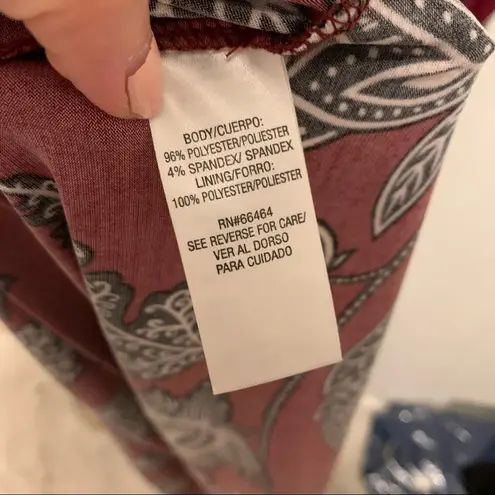 BODY/CUERPO:
96% POLYESTER/POLIESTER
4% SPANDEX/ SPANDEX
LINING/FORRO:
100% POLYESTER/POLIESTER
RN#66464
SEE REVERSE FOR CARE/
VER AL DORSO
PARA CUIDADO